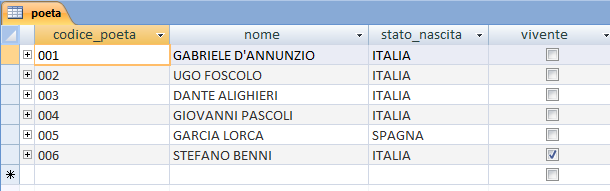 poeta
codice_poeta nome stato_nascita vivente
001 GABRIELE D'ANNUNZIO ITALIA
002 UGO FOSCOLO ITALIA
003 DANTE ALIGHIERI ITALIA
004 GIOVANNI PASCOLI ITALIA
005 GARCIA LORCA SPAGNA
006 STEFANO BENNI ITALIA